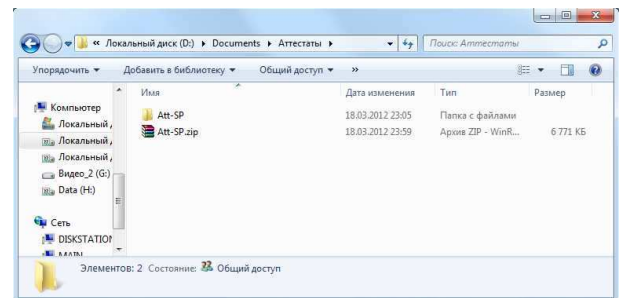 « Локальный диск (D:) ▸ Documents ▸ Аттестаты ▸
Поиск: Аттестаты
Упорядочить ▾ Добавить в библиотеку ▾ Общий доступ ▾ »
Имя Дата изменения Тип Размер
Компьютер
Локальный
Локальный
Локальный
Видео_2 (G:)
Data (H:)
Сеть
DISKSTATION
MAIN
Att-SP 18.03.2012 23:05 Папка с файлами
Att-SP.zip 18.03.2012 23:59 Архив ZIP - WinR... 6 771 КБ
Элементов: 2 Состояние: Общий доступ